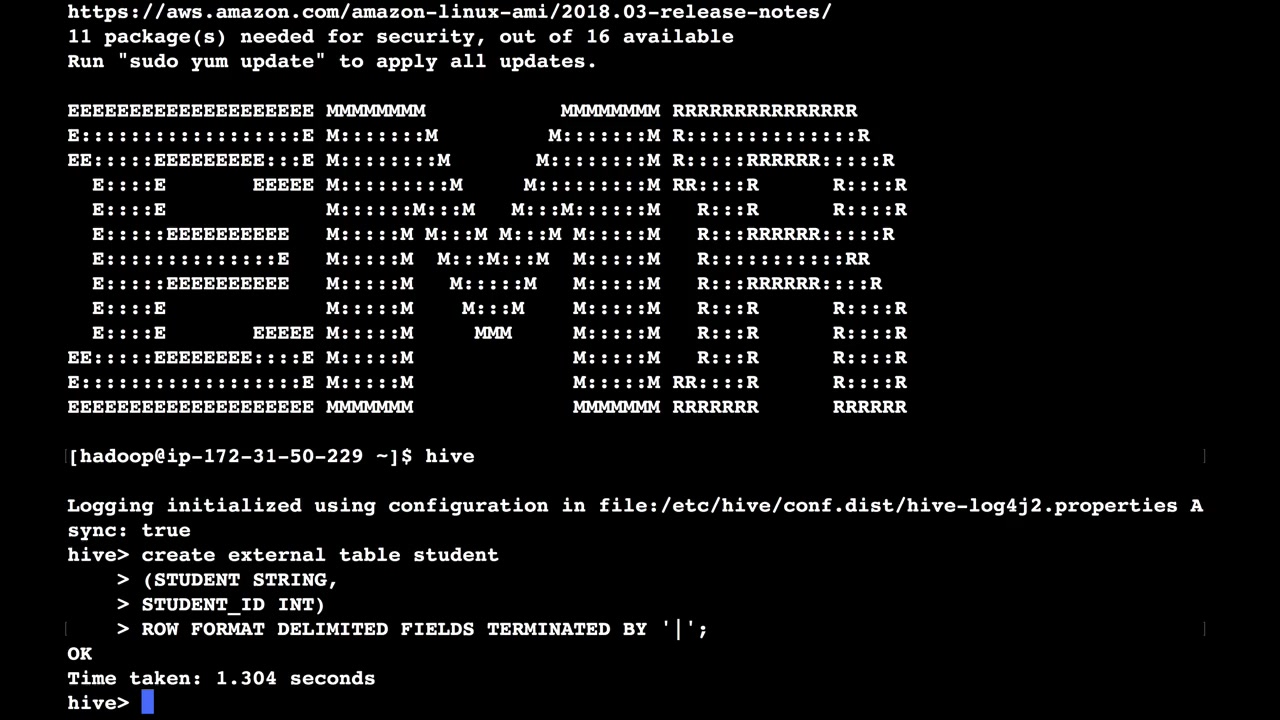 https://aws.amazon.com/amazon-linux-ami/2018.03-release-notes/
11 package(s) needed for security, out of 16 available
Run "sudo yum update" to apply all updates.

EEEEEEEEEEEEEEEEEEEE MMMMMMMM           MMMMMMMM RRRRRRRRRRRRRRR
E::::::::::::::::::E M:::::::M         M:::::::M R::::::::::::::R
EE:::::EEEEEEEEE:::E M::::::::M       M::::::::M R:::::RRRRRR:::::R
  E::::E       EEEEE M:::::::::M     M:::::::::M RR::::R      R::::R
  E::::E             M::::::M:::M   M:::M::::::M   R:::R      R::::R
  E:::::EEEEEEEEEE   M:::::M M:::M M:::M M:::::M   R:::RRRRRR:::::R
  E::::::::::::::E   M:::::M  M:::M:::M  M:::::M   R:::::::::::RR
  E:::::EEEEEEEEEE   M:::::M   M:::::M   M:::::M   R:::RRRRRR::::R
  E::::E             M:::::M    M:::M    M:::::M   R:::R      R::::R
  E::::E       EEEEE M:::::M     MMM     M:::::M   R:::R      R::::R
EE:::::EEEEEEEE::::E M:::::M             M:::::M   R:::R      R::::R
E::::::::::::::::::E M:::::M             M:::::M RR::::R      R::::R
EEEEEEEEEEEEEEEEEEEE MMMMMMM             MMMMMMM RRRRRRR      RRRRRR

[hadoop@ip-172-31-50-229 ~]$ hive

Logging initialized using configuration in file:/etc/hive/conf.dist/hive-log4j2.properties A
sync: true
hive> create external table student
    > (STUDENT STRING,
    > STUDENT_ID INT)
    > ROW FORMAT DELIMITED FIELDS TERMINATED BY '|';
OK
Time taken: 1.304 seconds
hive>